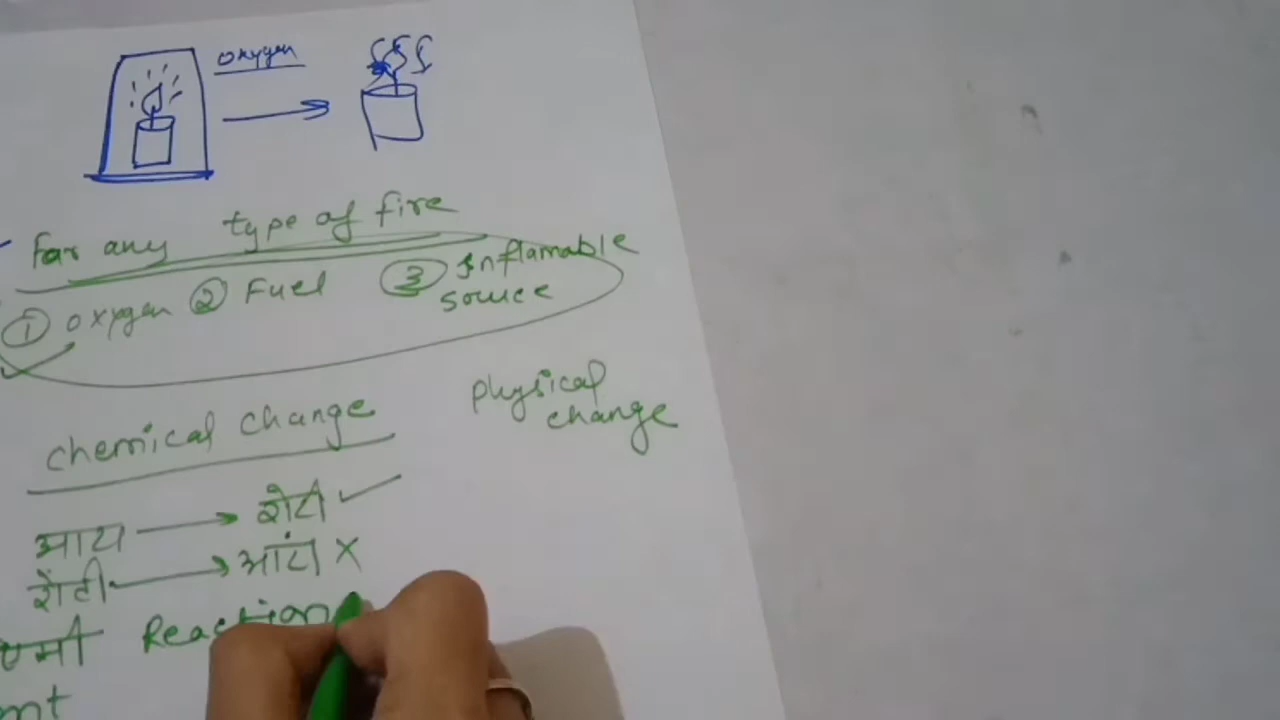 oxygen
For any type of fire
① oxygen ② Fuel ③ Inflamable
source
chemical change
physical
change
आटा → रोटी ✓
रोटी → आंटा ×
Reaction